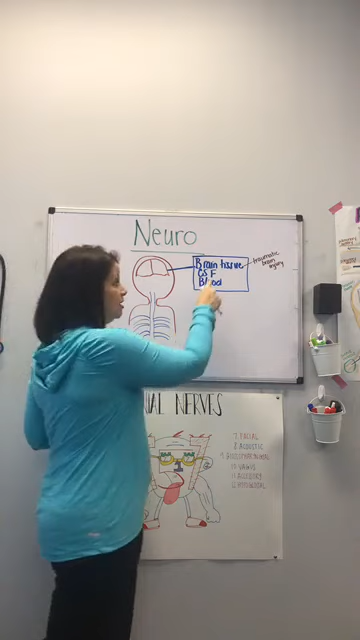 Neuro
Brain tissue
CSF
Blood
traumatic
brain
injury
NERVES
7 FACIAL
8 ACOUSTIC
9 GLOSSOPHARYNGEAL
10 VAGUS
11 ACCESSORY
12 HYPOGLOSSAL